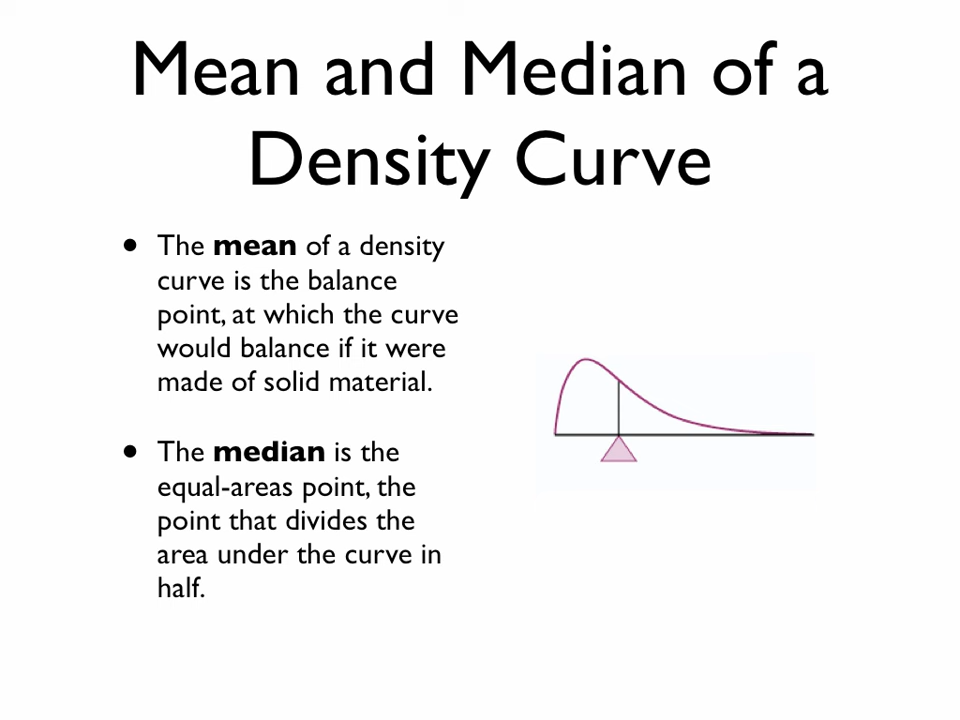 Mean and Median of a
Density Curve
• The mean of a density
curve is the balance
point, at which the curve
would balance if it were
made of solid material.
• The median is the
equal-areas point, the
point that divides the
area under the curve in
half.